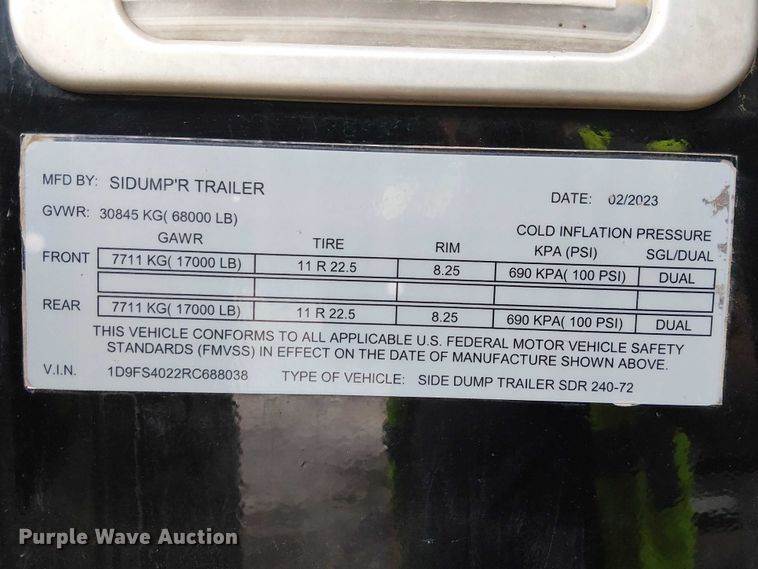 MFD BY: SIDUMP'R TRAILER DATE: 02/2023
GVWR: 30845 KG( 68000 LB)
COLD INFLATION PRESSURE
GAWR TIRE RIM KPA (PSI) SGL/DUAL
FRONT 7711 KG( 17000 LB) 11 R 22.5 8.25 690 KPA( 100 PSI) DUAL
REAR 7711 KG( 17000 LB) 11 R 22.5 8.25 690 KPA( 100 PSI) DUAL
THIS VEHICLE CONFORMS TO ALL APPLICABLE U.S. FEDERAL MOTOR VEHICLE SAFETY
STANDARDS (FMVSS) IN EFFECT ON THE DATE OF MANUFACTURE SHOWN ABOVE.
V.I.N. 1D9FS4022RC688038 TYPE OF VEHICLE: SIDE DUMP TRAILER SDR 240-72
Purple Wave Auction